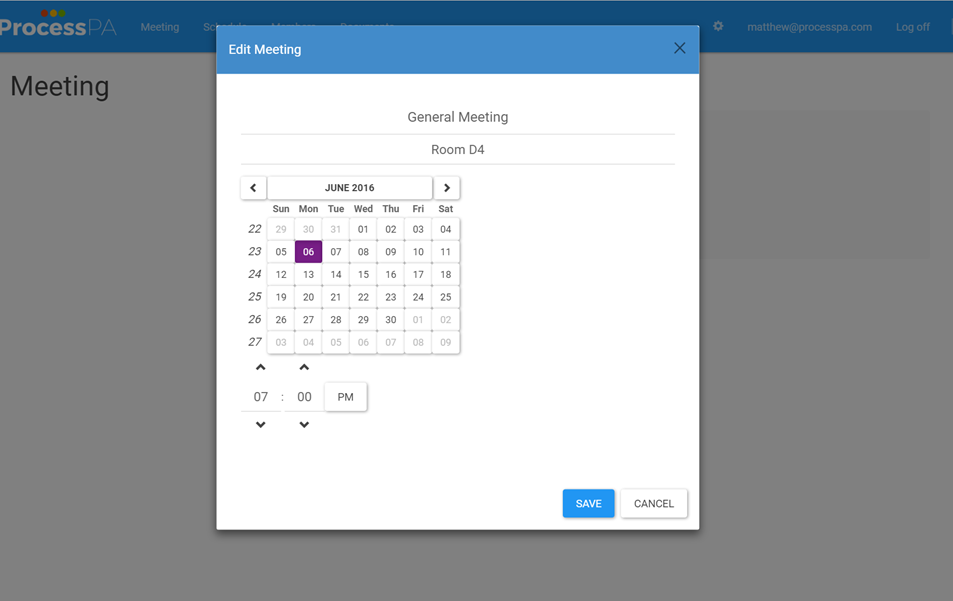 ProcessPA Meeting Schedule Members Documents matthew@processpa.com Log off
Meeting
Edit Meeting
General Meeting
Room D4
JUNE 2016
Sun Mon Tue Wed Thu Fri Sat
22 29 30 31 01 02 03 04
23 05 06 07 08 09 10 11
24 12 13 14 15 16 17 18
25 19 20 21 22 23 24 25
26 26 27 28 29 30 01 02
27 03 04 05 06 07 08 09
07 : 00 PM
SAVE CANCEL